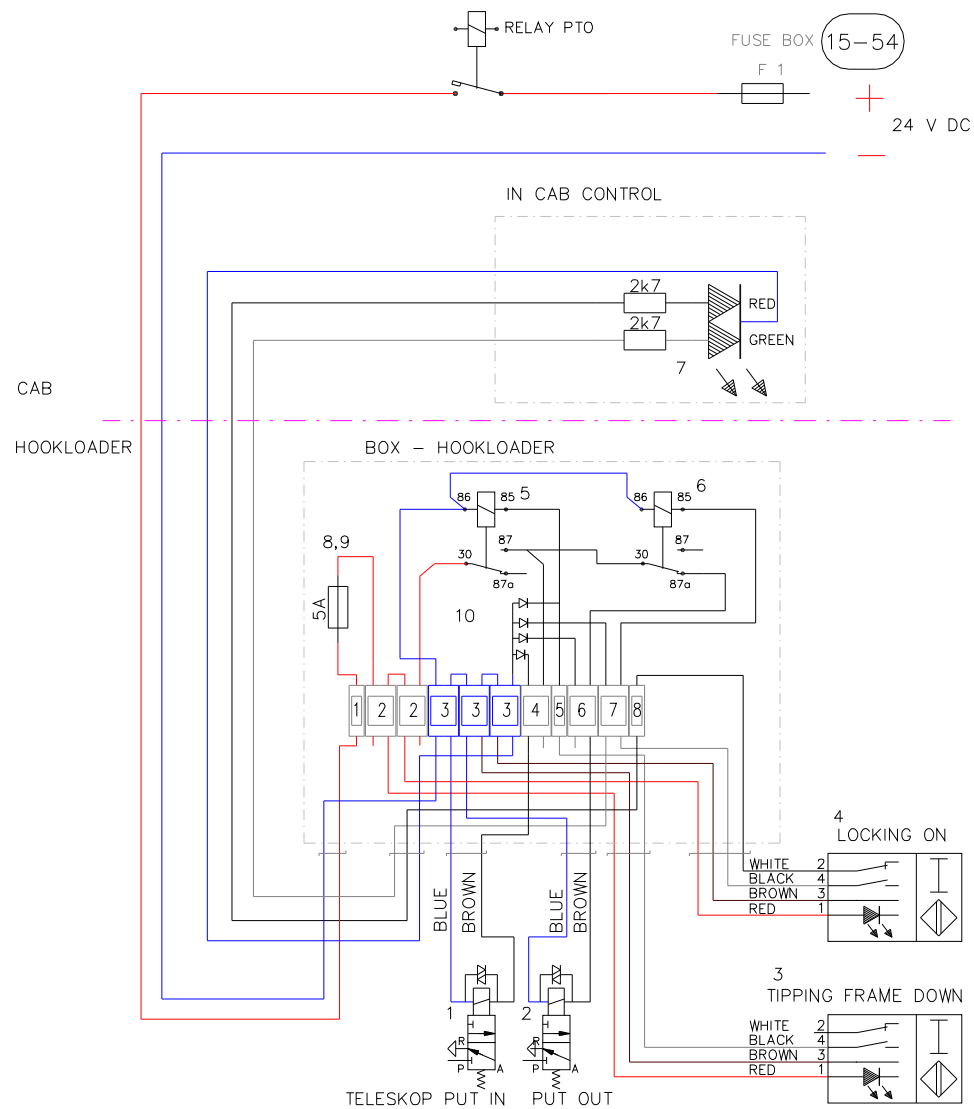 RELAY PTO
FUSE BOX 15-54
F 1
+
24 V DC
IN CAB CONTROL
2k7 RED
2k7 GREEN
7
CAB
HOOKLOADER
BOX - HOOKLOADER
86 85 5
86 85 6
8,9
5A
30 87
87a
30 87
87a
10
1 2 2 3 3 3 4 5 6 7 8
4
LOCKING ON
WHITE 2
BLACK 4
BROWN 3
RED 1
BLUE BROWN
BLUE BROWN
3
TIPPING FRAME DOWN
WHITE 2
BLACK 4
BROWN 3
RED 1
1
R
P A
2
R
P A
TELESKOP PUT IN PUT OUT